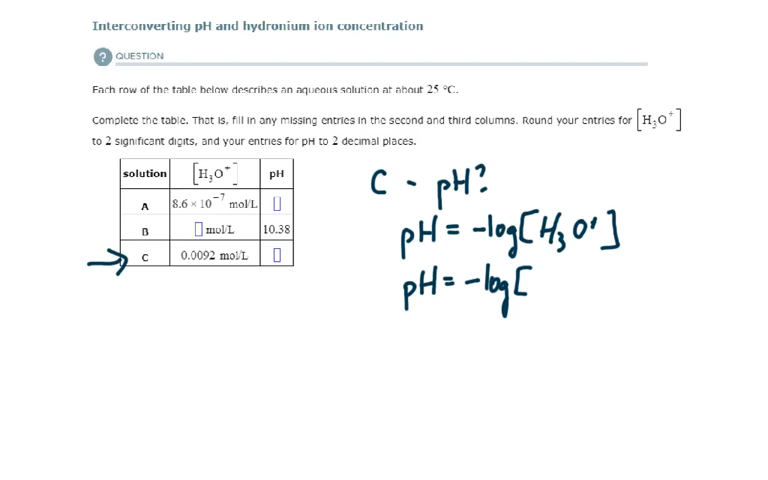 Interconverting pH and hydronium ion concentration
? QUESTION
Each row of the table below describes an aqueous solution at about 25 °C.
Complete the table. That is, fill in any missing entries in the second and third columns. Round your entries for [H₃O⁺]
to 2 significant digits, and your entries for pH to 2 decimal places.
solution [H₃O⁺] pH
A 8.6 × 10⁻⁷ mol/L
B mol/L 10.38
C 0.0092 mol/L
C - pH?
pH = -log[H₃O⁺]
pH = -log[